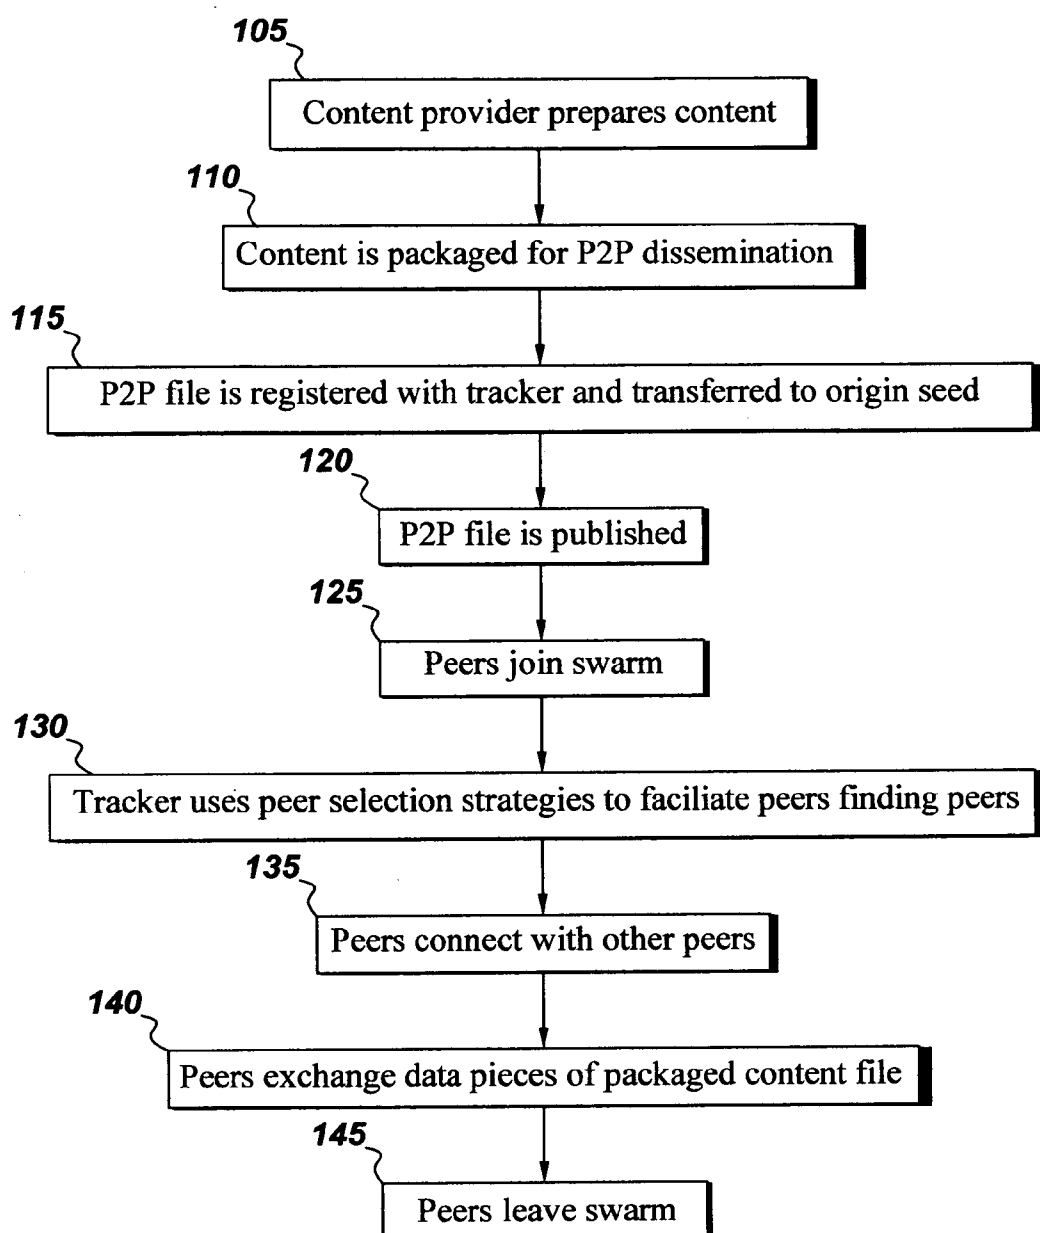 105
Content provider prepares content
110
Content is packaged for P2P dissemination
115
P2P file is registered with tracker and transferred to origin seed
120
P2P file is published
125
Peers join swarm
130
Tracker uses peer selection strategies to faciliate peers finding peers
135
Peers connect with other peers
140
Peers exchange data pieces of packaged content file
145
Peers leave swarm